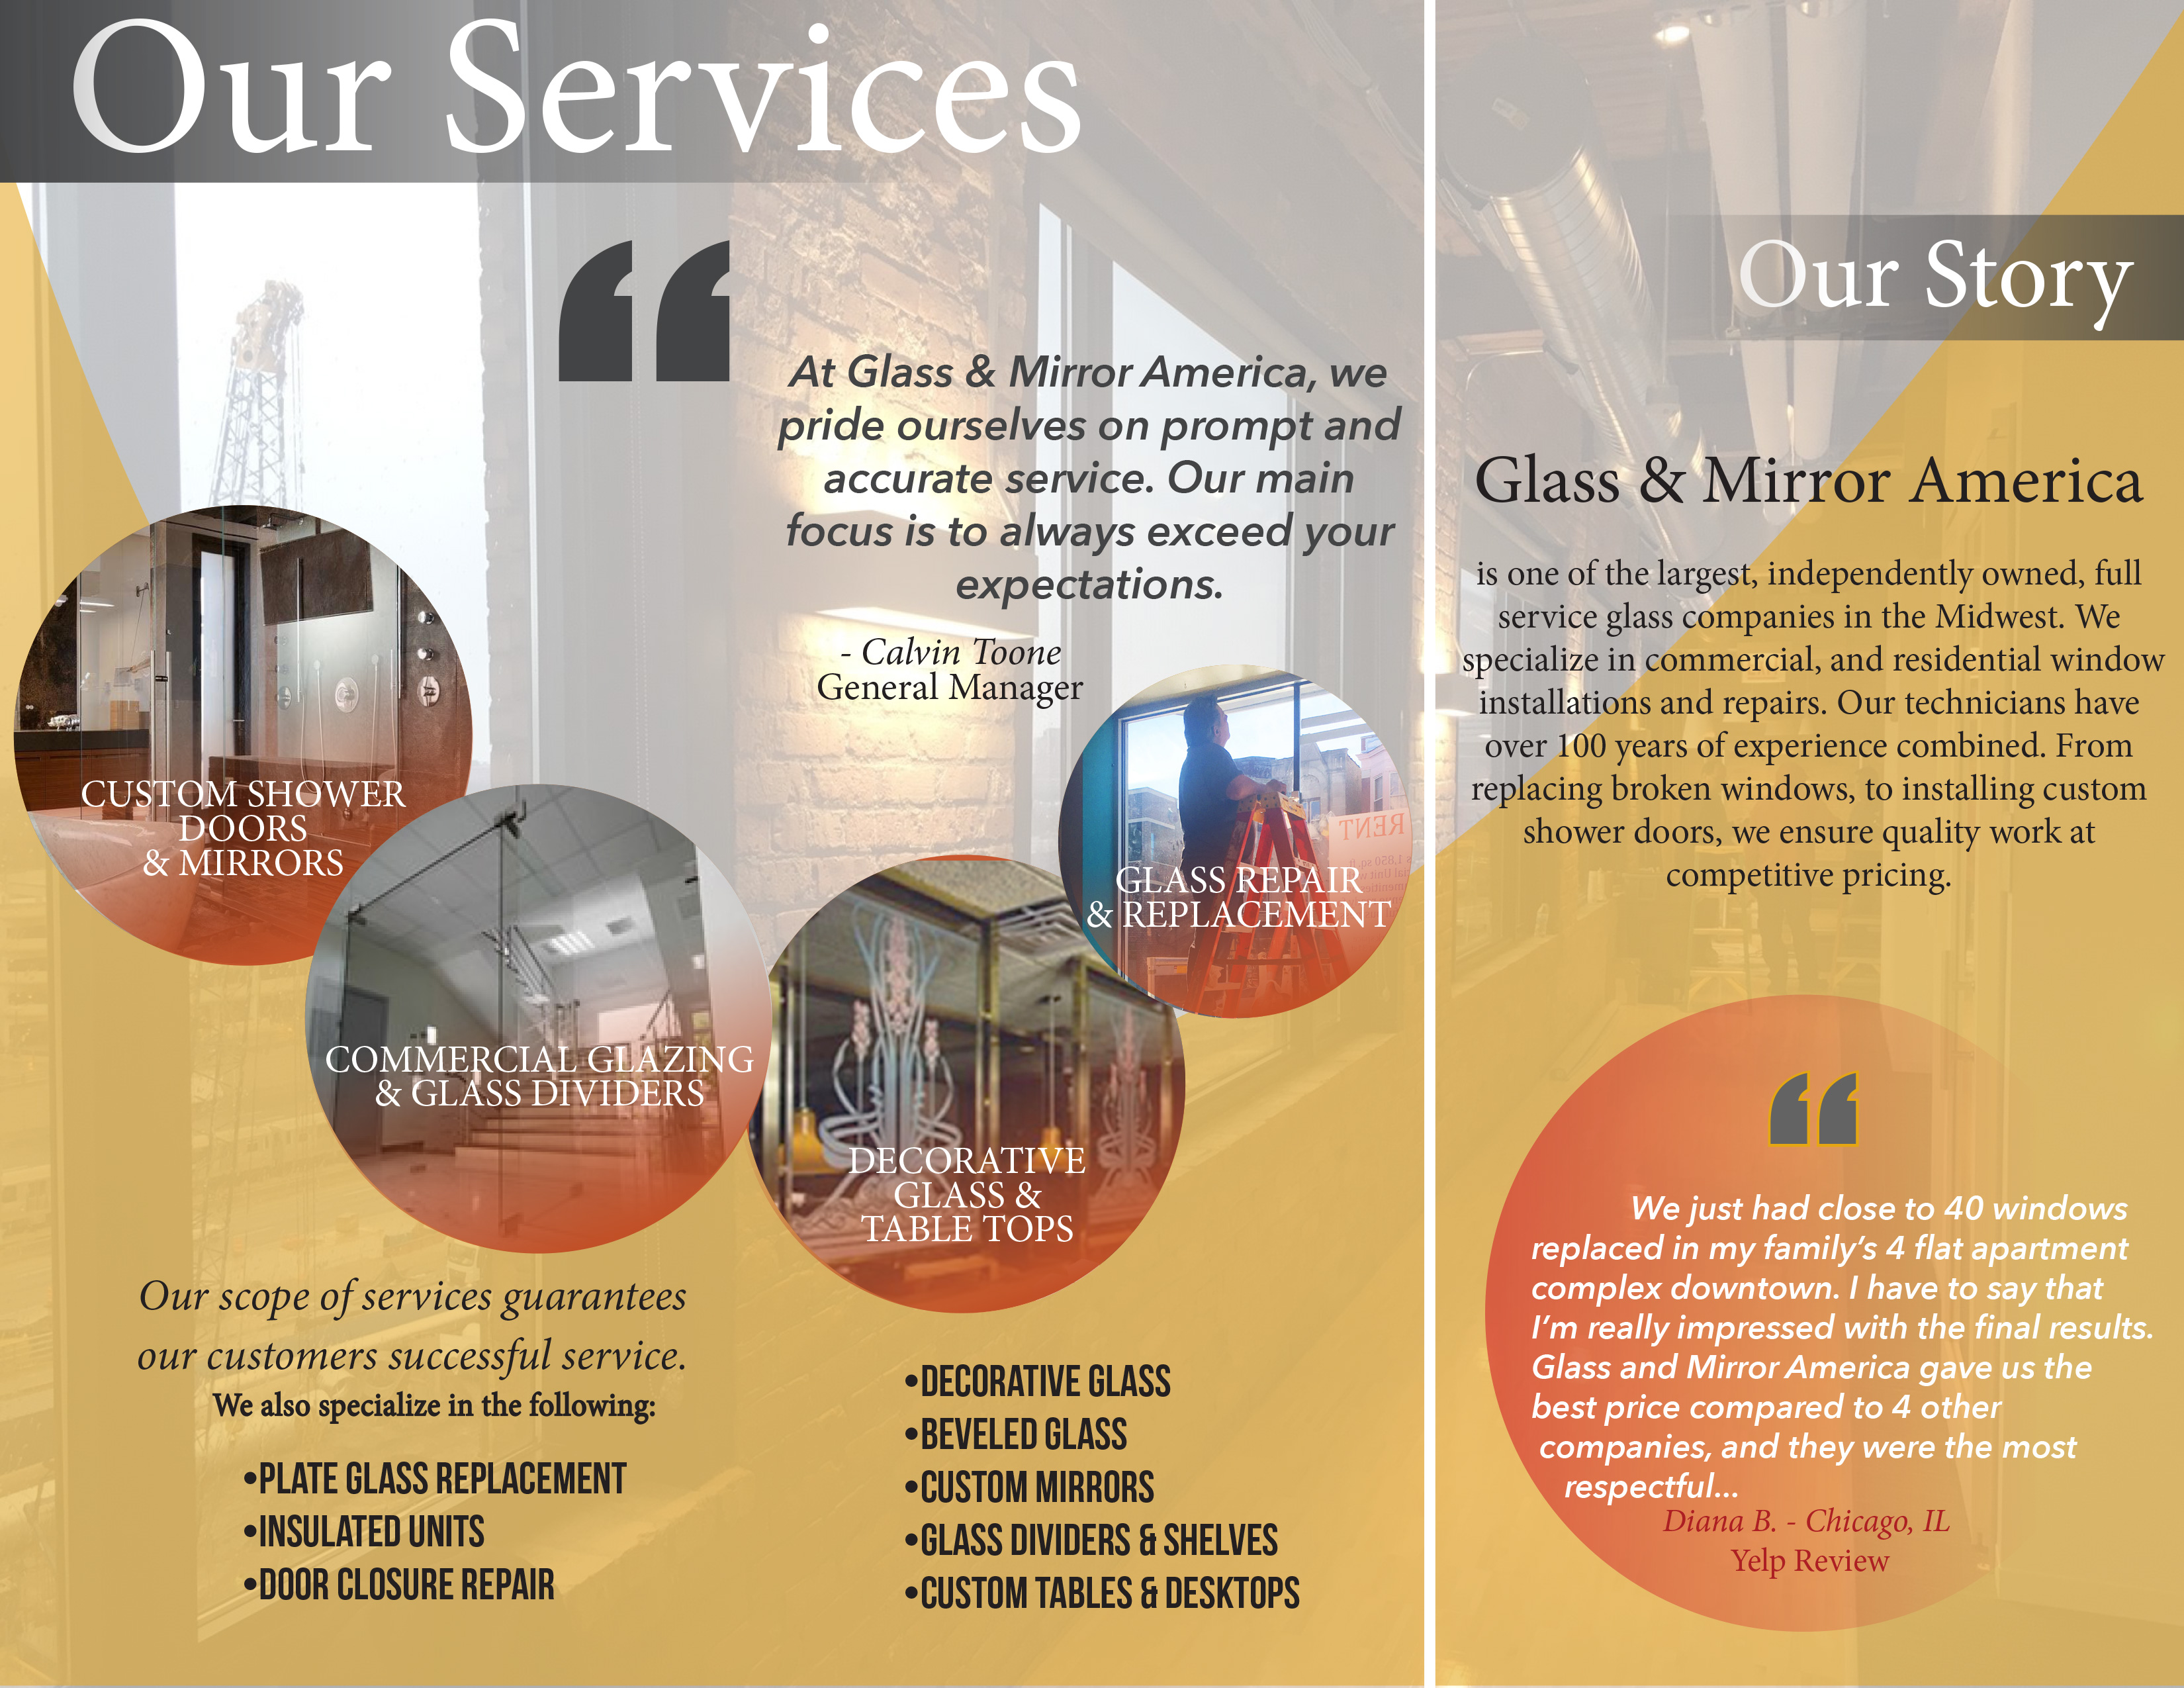 Our Services
“
At Glass & Mirror America, we
pride ourselves on prompt and
accurate service. Our main
focus is to always exceed your
expectations.
- Calvin Toone
General Manager
CUSTOM SHOWER
DOORS
& MIRRORS
COMMERCIAL GLAZING
& GLASS DIVIDERS
DECORATIVE
GLASS &
TABLE TOPS
RENT
GLASS REPAIR
& REPLACEMENT
Our scope of services guarantees
our customers successful service.
We also specialize in the following:
•PLATE GLASS REPLACEMENT
•INSULATED UNITS
•DOOR CLOSURE REPAIR
•DECORATIVE GLASS
•BEVELED GLASS
•CUSTOM MIRRORS
•GLASS DIVIDERS & SHELVES
•CUSTOM TABLES & DESKTOPS
Our Story
Glass & Mirror America
is one of the largest, independently owned, full
service glass companies in the Midwest. We
specialize in commercial, and residential window
installations and repairs. Our technicians have
over 100 years of experience combined. From
replacing broken windows, to installing custom
shower doors, we ensure quality work at
competitive pricing.
“
We just had close to 40 windows
replaced in my family’s 4 flat apartment
complex downtown. I have to say that
I’m really impressed with the final results.
Glass and Mirror America gave us the
best price compared to 4 other
companies, and they were the most
respectful...
Diana B. - Chicago, IL
Yelp Review